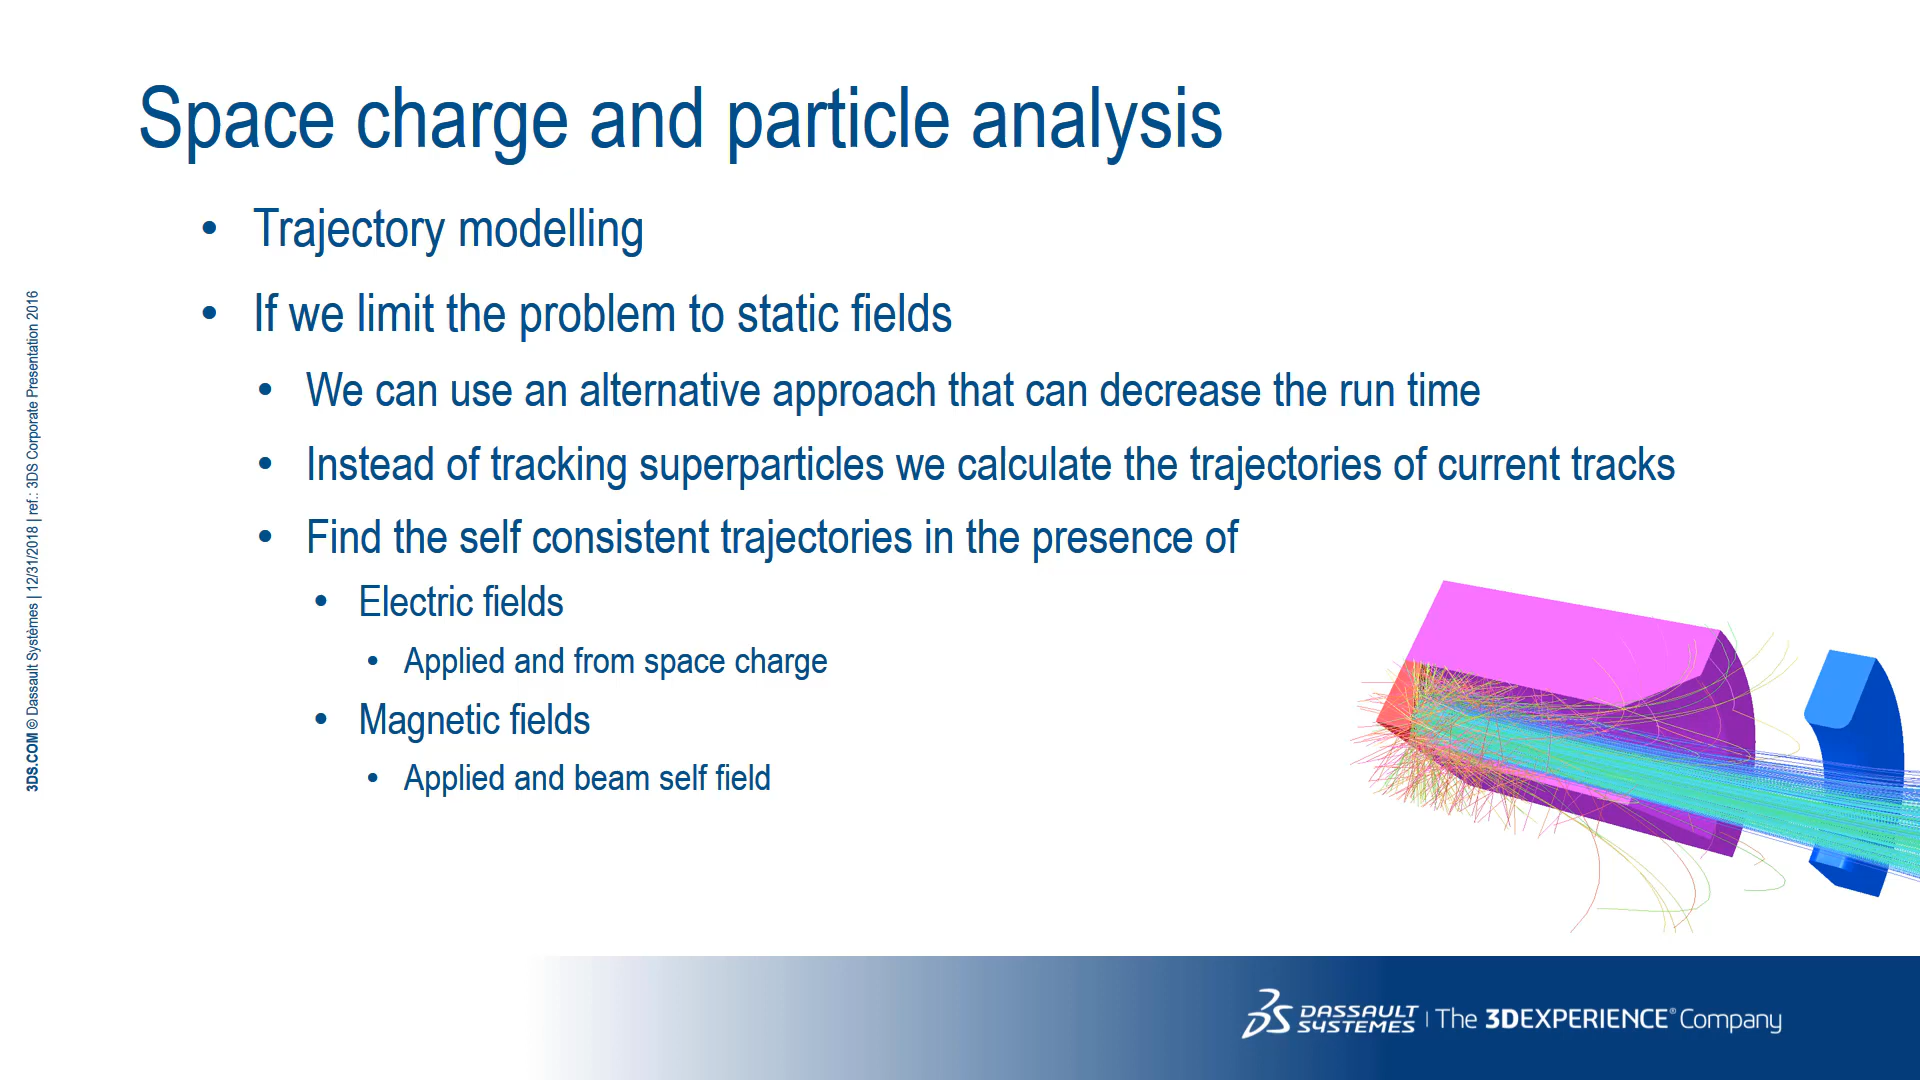 Space charge and particle analysis
• Trajectory modelling
• If we limit the problem to static fields
• We can use an alternative approach that can decrease the run time
• Instead of tracking superparticles we calculate the trajectories of current tracks
• Find the self consistent trajectories in the presence of
• Electric fields
• Applied and from space charge
• Magnetic fields
• Applied and beam self field
3DS.COM © Dassault Systèmes | 12/31/2018 | ref.: 3DS Corporate Presentation 2016
DASSAULT SYSTEMES | The 3DEXPERIENCE® Company